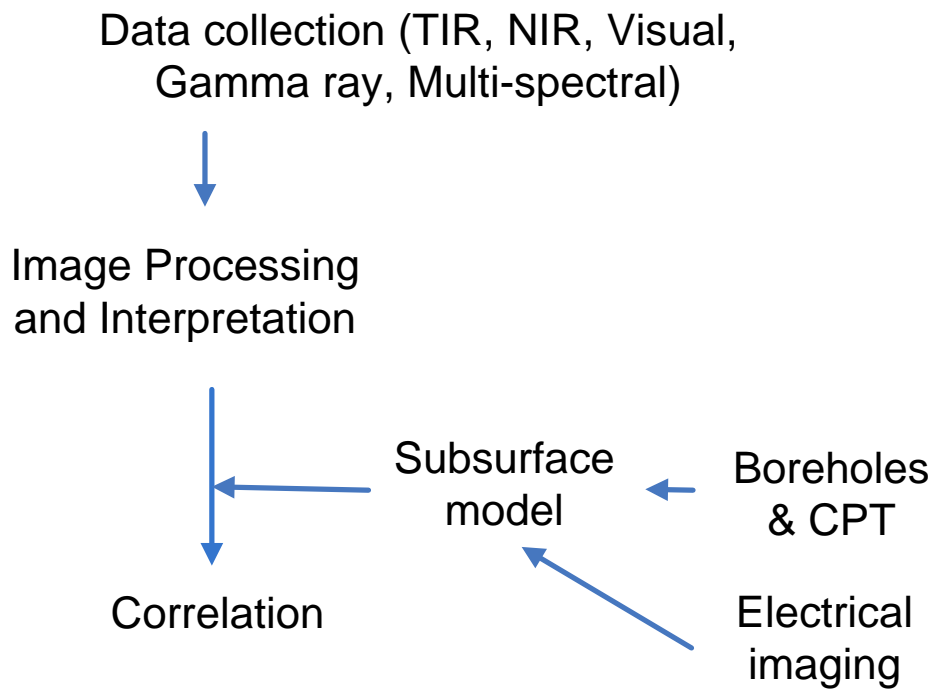 Data collection (TIR, NIR, Visual,
Gamma ray, Multi-spectral)
Image Processing
and Interpretation
Subsurface
model
Boreholes
& CPT
Correlation
Electrical
imaging